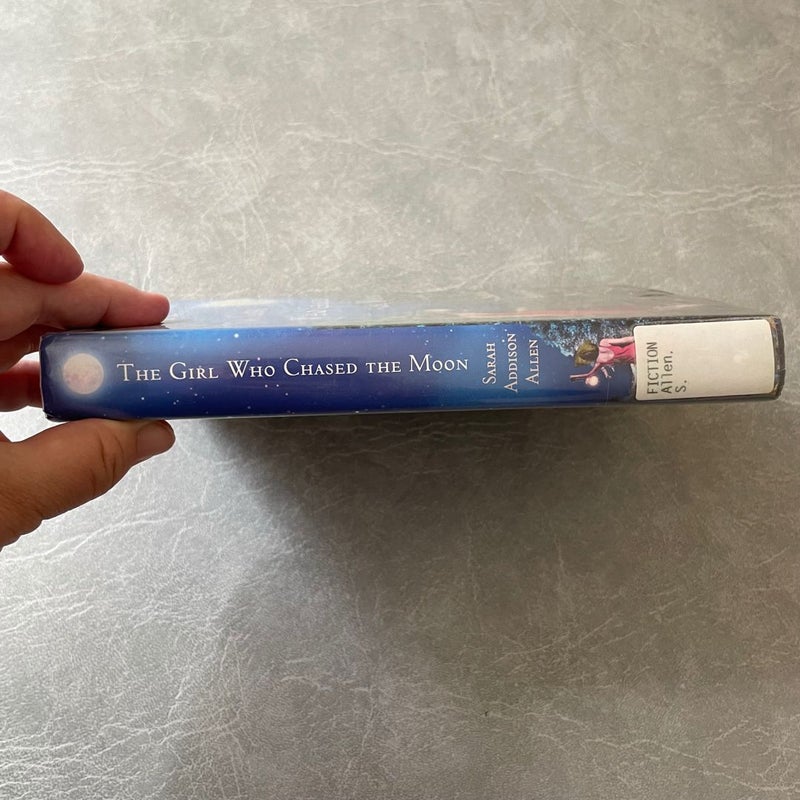 The Girl Who Chased the Moon
Sarah
Addison
Allen
FICTION
Allen,
S.